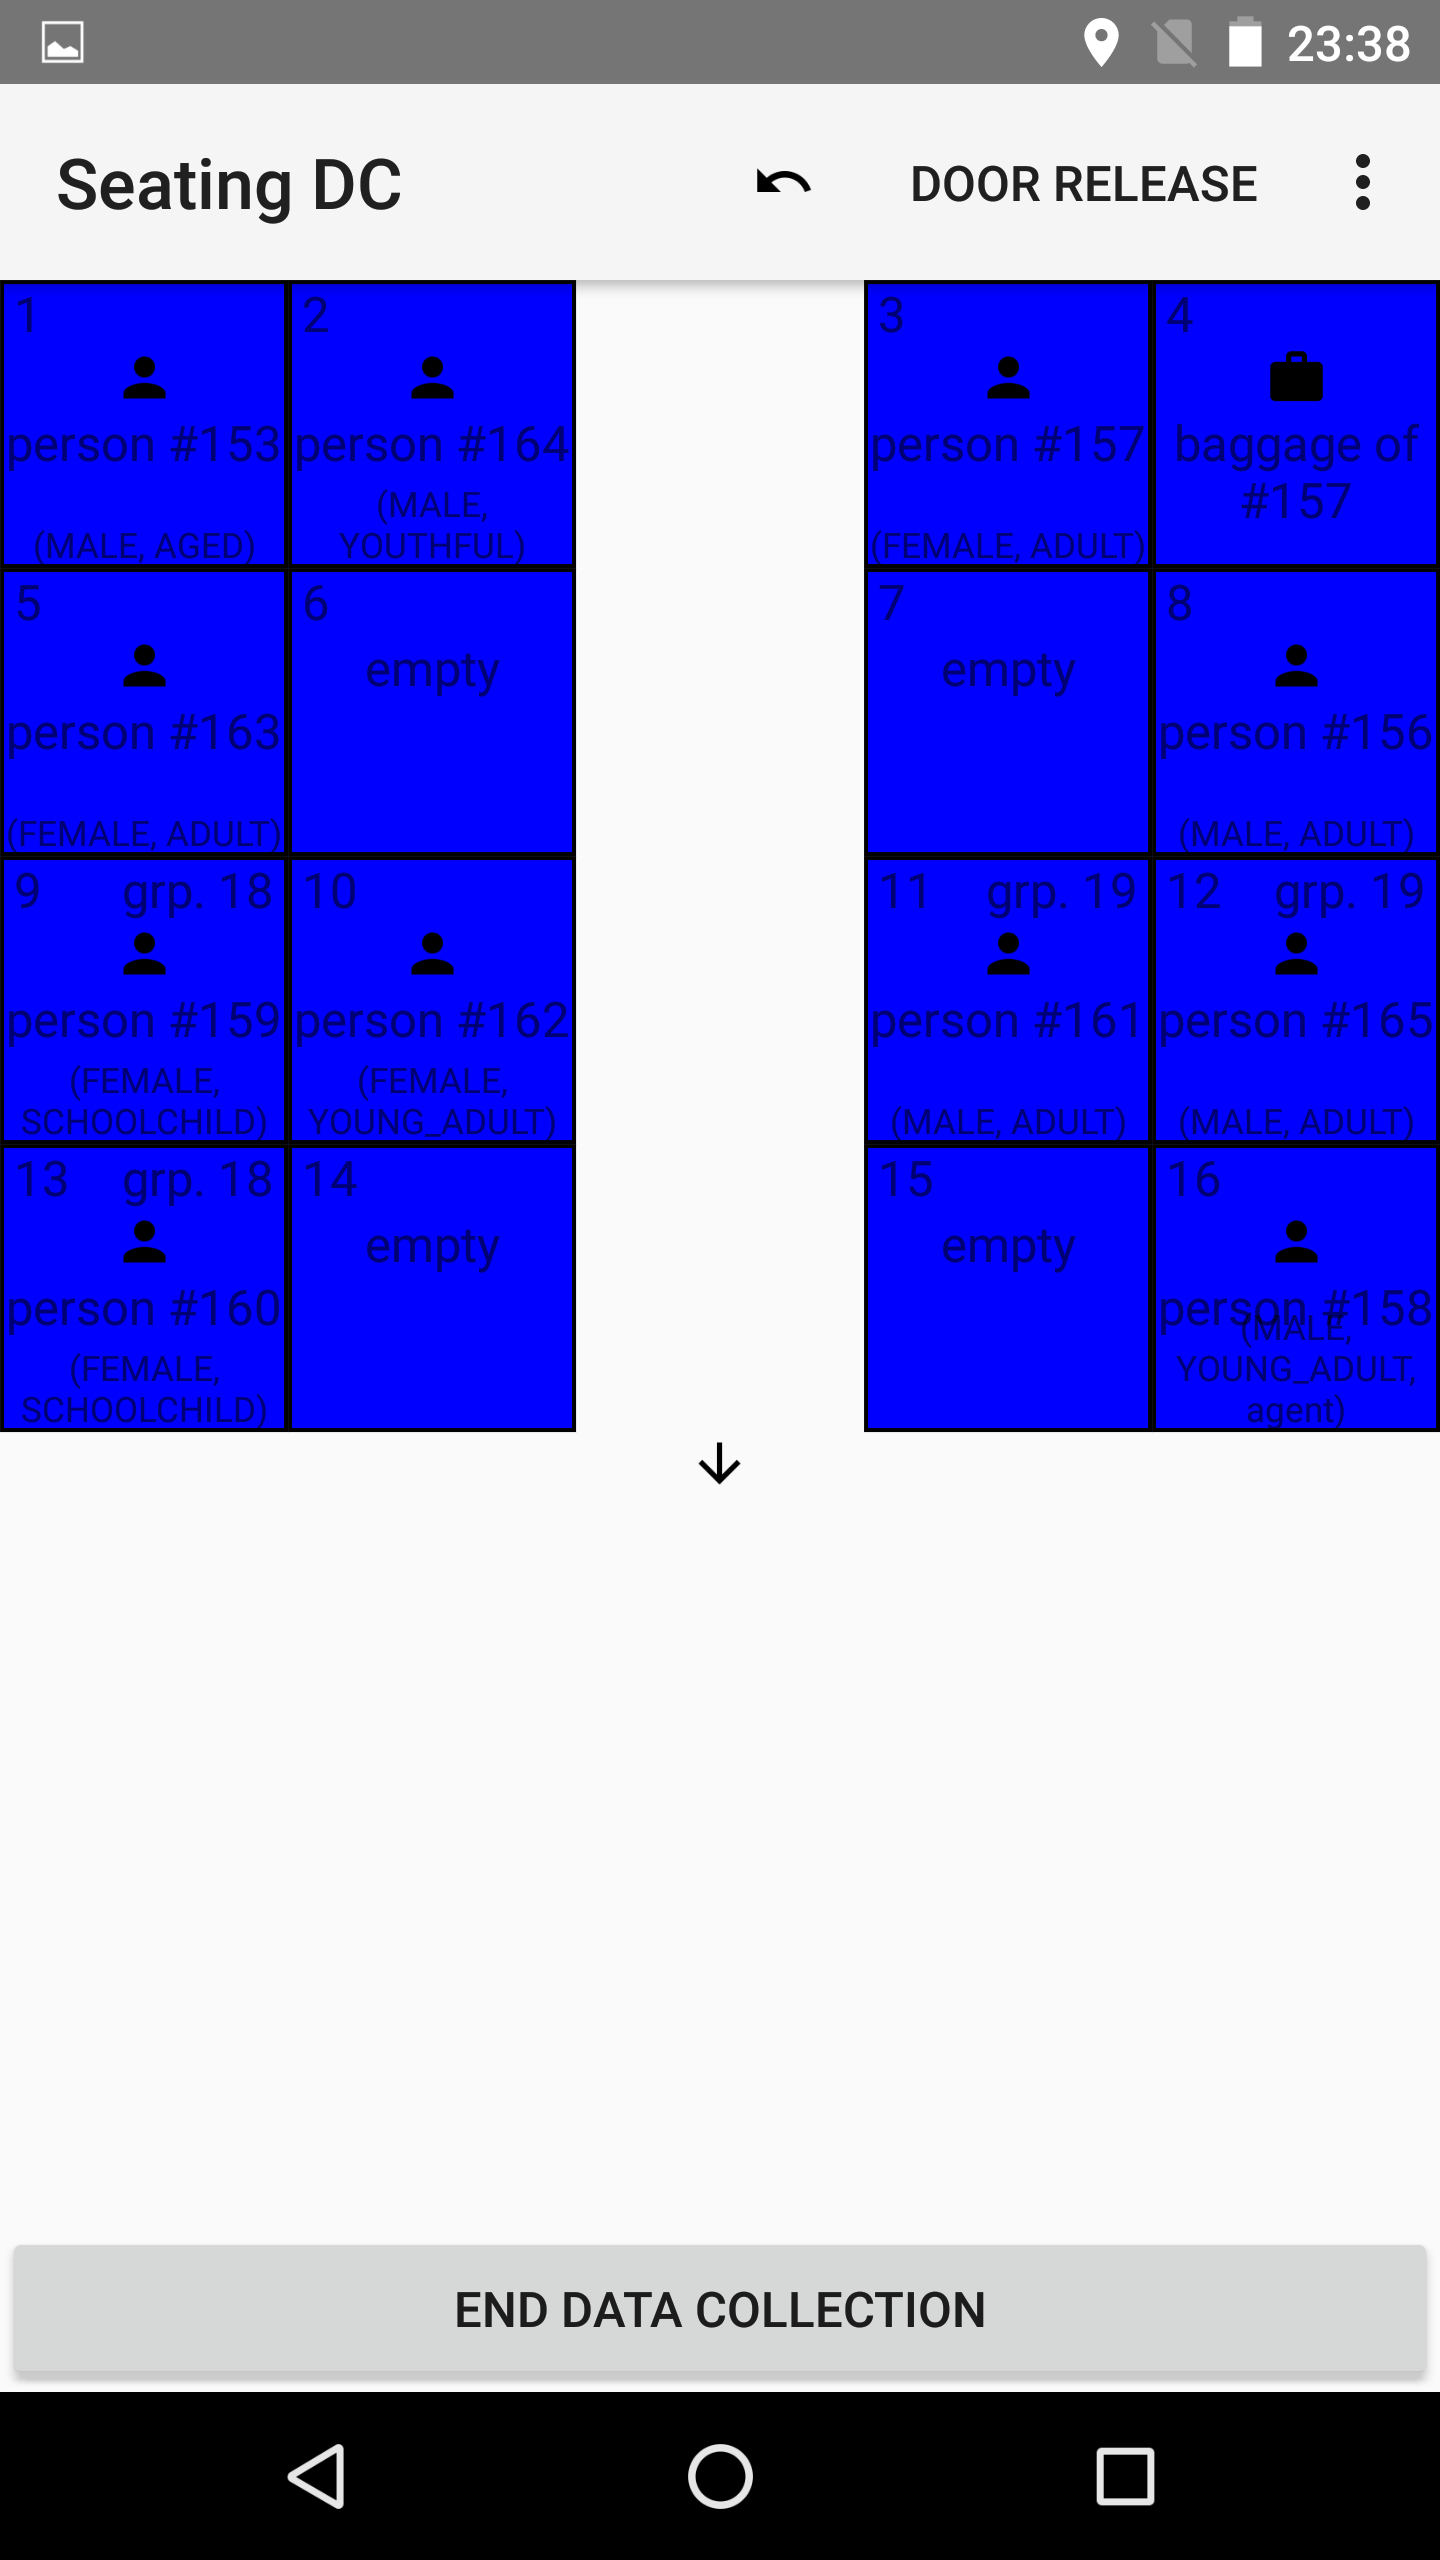 23:38
Seating DC
DOOR RELEASE
1
person #153
(MALE, AGED)
2
person #164
(MALE,
YOUTHFUL)
3
person #157
(FEMALE, ADULT)
4
baggage of
#157
5
person #163
(FEMALE, ADULT)
6
empty
7
empty
8
person #156
(MALE, ADULT)
9 grp. 18
person #159
(FEMALE,
SCHOOLCHILD)
10
person #162
(FEMALE,
YOUNG_ADULT)
11 grp. 19
person #161
(MALE, ADULT)
12 grp. 19
person #165
(MALE, ADULT)
13 grp. 18
person #160
(FEMALE,
SCHOOLCHILD)
14
empty
15
empty
16
person #158
(MALE,
YOUNG_ADULT,
agent)
END DATA COLLECTION